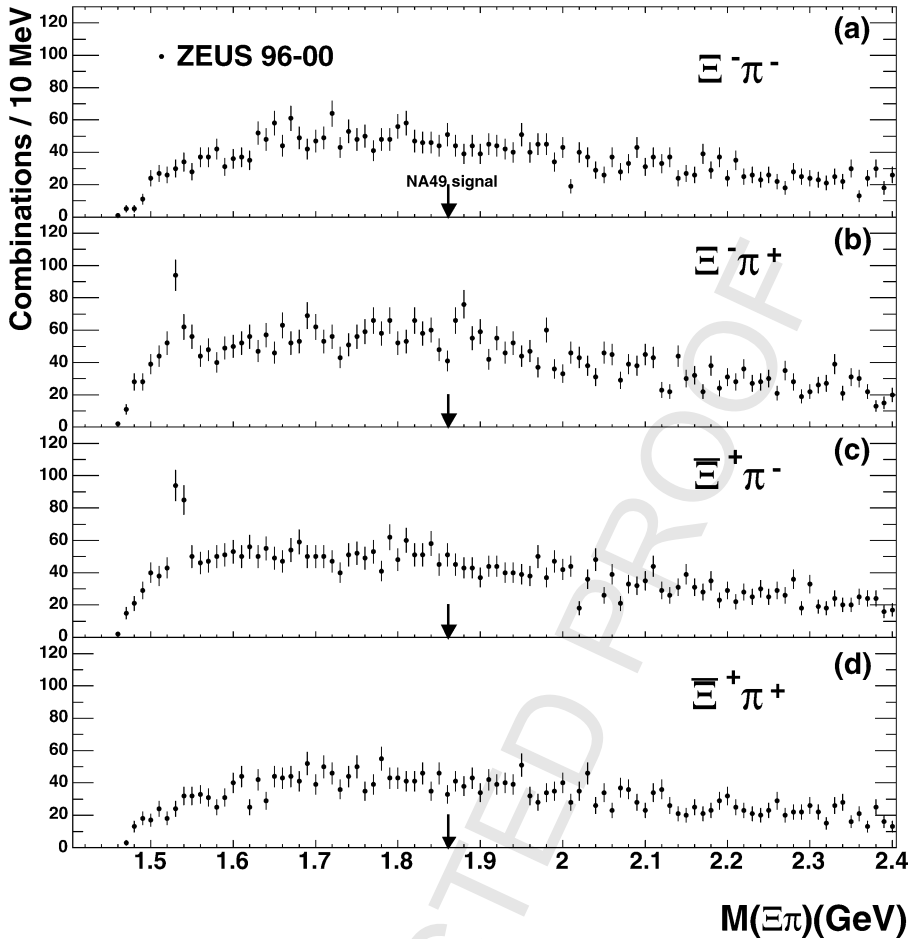 Combinations / 10 MeV
120
100
80
60
40
20
0
(a)
• ZEUS 96-00
Ξ⁻π⁻
NA49 signal
120
100
80
60
40
20
0
(b)
Ξ⁻π⁺
120
100
80
60
40
20
0
(c)
Ξ̅⁺π⁻
120
100
80
60
40
20
0
(d)
Ξ̅⁺π⁺
1.5 1.6 1.7 1.8 1.9 2 2.1 2.2 2.3 2.4
M(Ξπ)(GeV)
TED PROOF